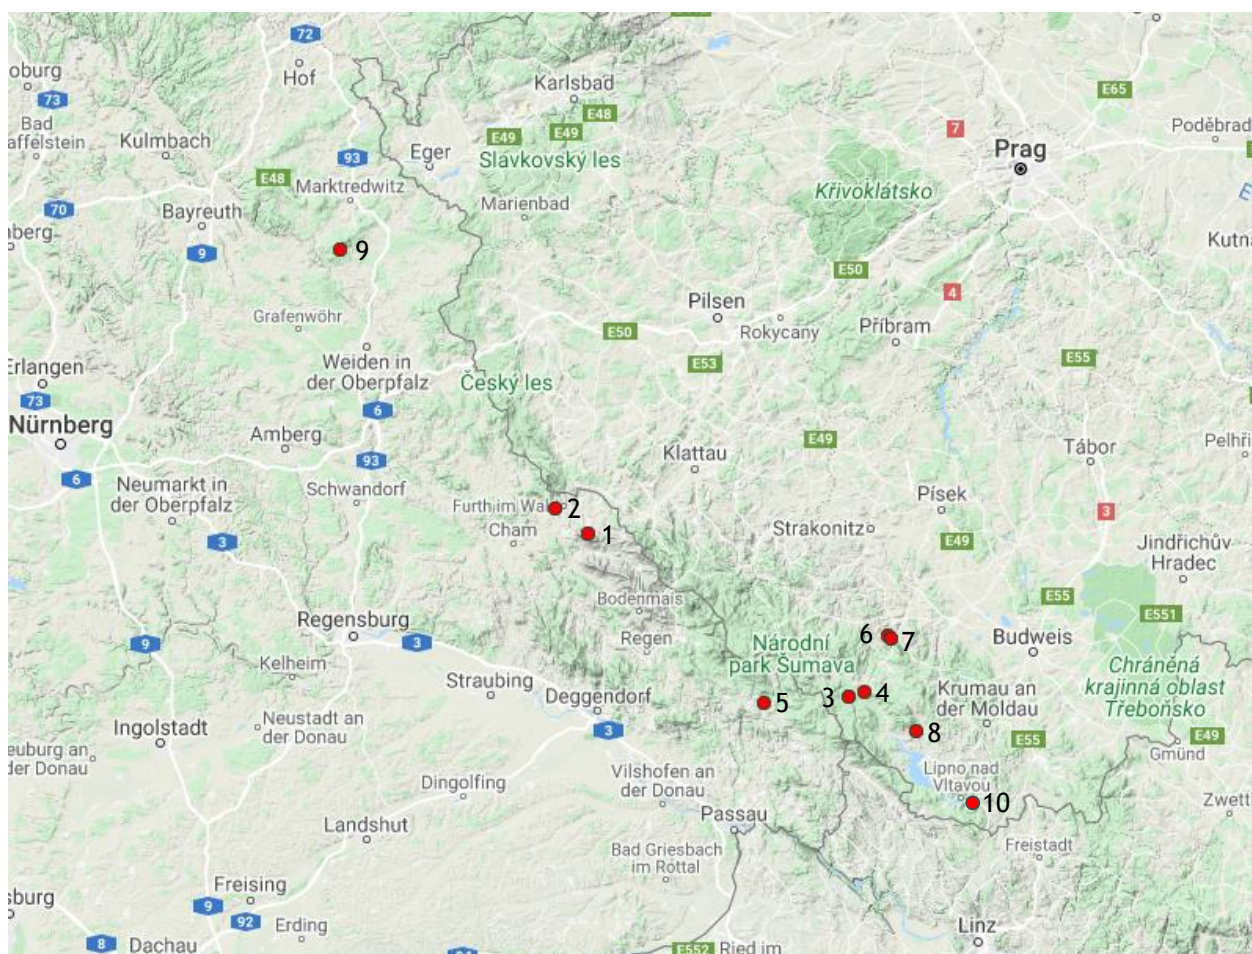 72
Hof
oburg
73
Bad
affelstein
Kulmbach
93
Eger
Karlsbad
E48
E49
E49
Slavkovský les
E65
7
Prag
Poděbrad
E48
Marktredwitz
Marienbad
Křivoklátsko
70
Bayreuth
nberg
9
9
E50
Kutn
4
Grafenwöhr
Pilsen
Rokycany
Příbram
E50
E53
E55
Erlangen
Weiden in
der Oberpfalz
Český les
73
6
Nürnberg
Amberg
93
E49
Klattau
Tábor
Pelhři
6
Neumarkt in
der Oberpfalz
Schwandorf
Furth im Wal
2
Cham
1
Písek
3
Strakonitz
E49
3
Jindřichův
Hradec
Bodenmais
Regen
E55
E551
Regensburg
3
9
Kelheim
Národní
park Šumava
6
7
Budweis
Chráněná
krajinná oblast
Třeboňsko
Straubing
Deggendorf
5
3
4
Krumau an
der Moldau
Ingolstadt
Neustadt an
der Donau
3
8
E55
E49
Gmünd
euburg an
der Donau
Dingolfing
Vilshofen an
der Donau
Lipno nad
Vltavou
10
Zwettl
Passau
Landshut
Bad Griesbach
im Rottal
Freistadt
Freising
9
92
Erding
sburg
8
Dachau
E552
Ried im
Linz